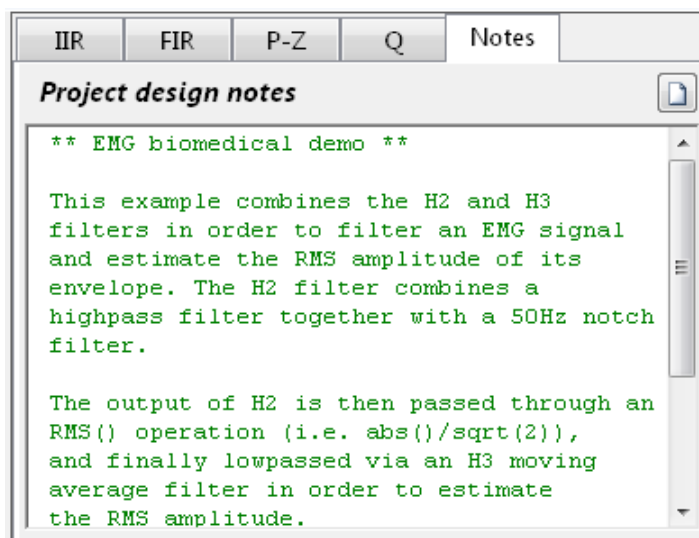 IIR FIR P-Z Q Notes
Project design notes
** EMG biomedical demo **
This example combines the H2 and H3
filters in order to filter an EMG signal
and estimate the RMS amplitude of its
envelope. The H2 filter combines a
highpass filter together with a 50Hz notch
filter.
The output of H2 is then passed through an
RMS() operation (i.e. abs()/sqrt(2)),
and finally lowpassed via an H3 moving
average filter in order to estimate
the RMS amplitude.